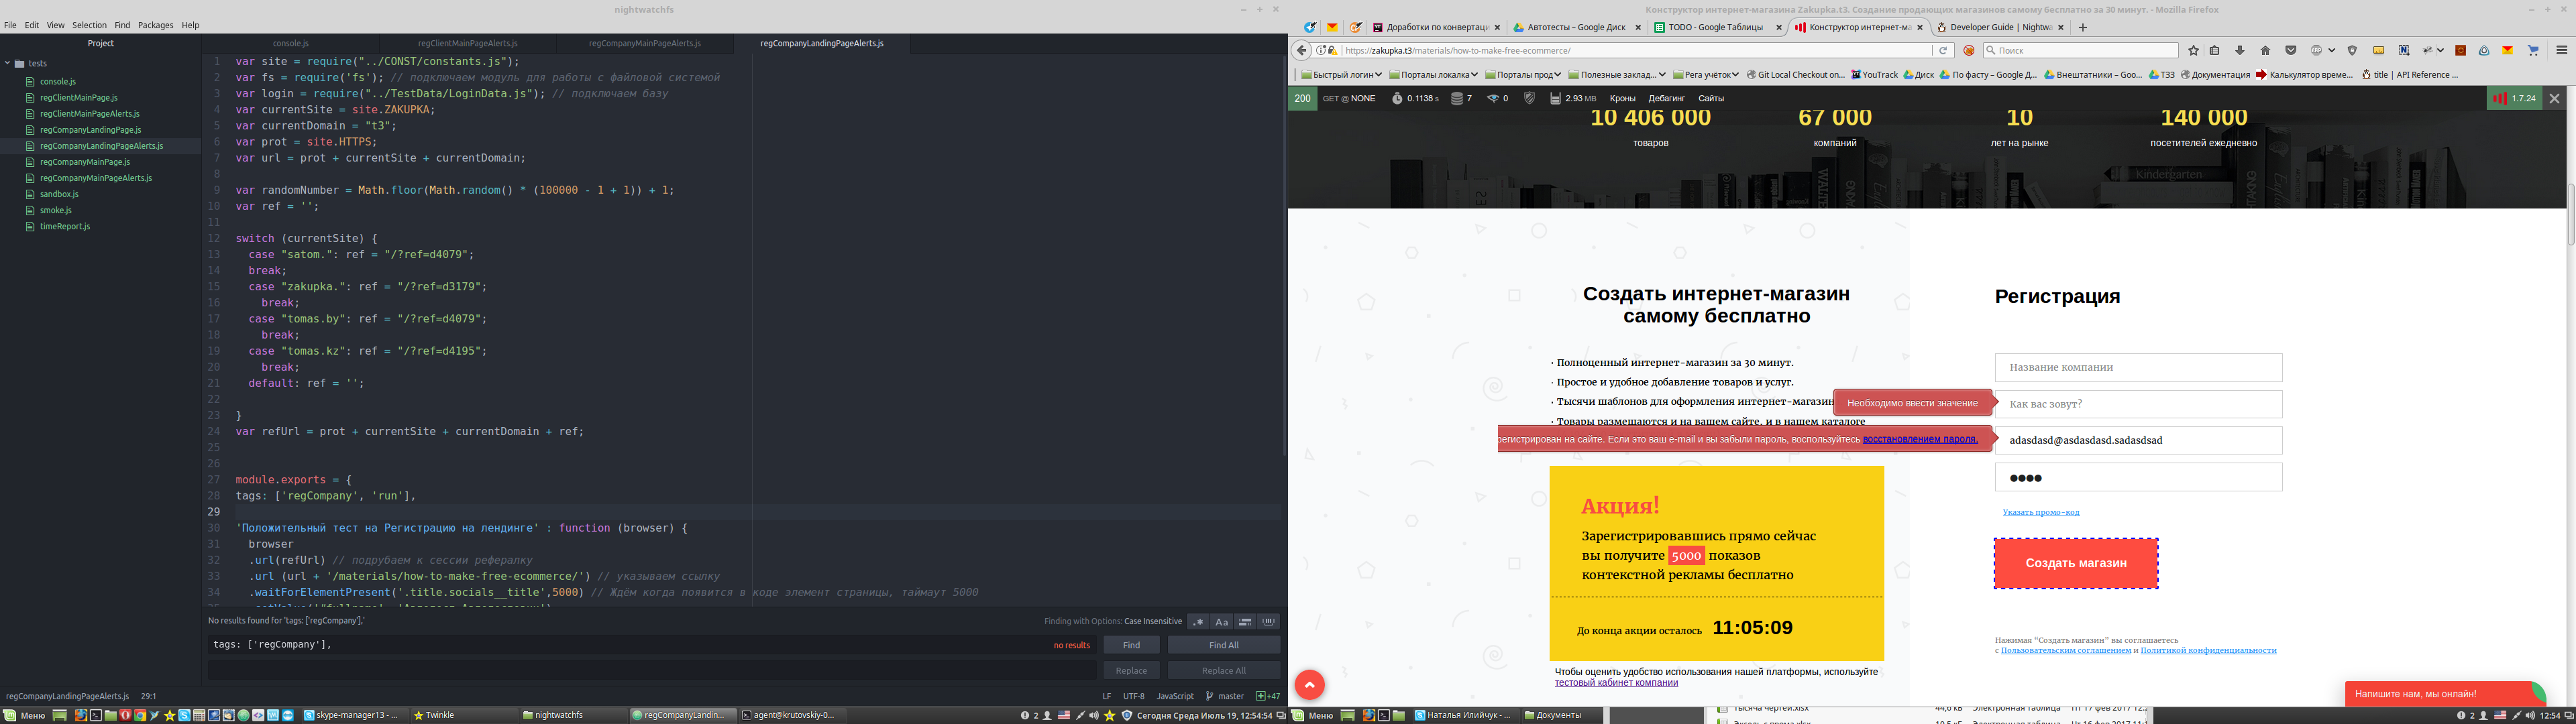 nightwatchfs
File Edit View Selection Find Packages Help
Project
tests
console.js
regClientMainPage.js
regClientMainPageAlerts.js
regCompanyLandingPage.js
regCompanyLandingPageAlerts.js
regCompanyMainPage.js
regCompanyMainPageAlerts.js
sandbox.js
smoke.js
timeReport.js
console.js regClientMainPageAlerts.js regCompanyMainPageAlerts.js regCompanyLandingPageAlerts.js
1 var site = require("../CONST/constants.js");
2 var fs = require('fs'); // подключаем модуль для работы с файловой системой
3 var login = require("../TestData/LoginData.js"); // подключаем базу
4 var currentSite = site.ZAKUPKA;
5 var currentDomain = "t3";
6 var prot = site.HTTPS;
7 var url = prot + currentSite + currentDomain;
8
9 var randomNumber = Math.floor(Math.random() * (100000 - 1 + 1)) + 1;
10 var ref = '';
11
12 switch (currentSite) {
13 case "satom.": ref = "/?ref=d4079";
14 break;
15 case "zakupka.": ref = "/?ref=d3179";
16 break;
17 case "tomas.by": ref = "/?ref=d4079";
18 break;
19 case "tomas.kz": ref = "/?ref=d4195";
20 break;
21 default: ref = '';
22
23 }
24 var refUrl = prot + currentSite + currentDomain + ref;
25
26
27 module.exports = {
28 tags: ['regCompany', 'run'],
29
30 'Положительный тест на Регистрацию на лендинге' : function (browser) {
31 browser
32 .url(refUrl) // подрубаем к сессии рефералку
33 .url (url + '/materials/how-to-make-free-ecommerce/') // указываем ссылку
34 .waitForElementPresent('.title.socials__title',5000) // Ждём когда появится в коде элемент страницы, таймаут 5000
No results found for 'tags: ['regCompany'],'
Finding with Options: Case Insensitive
.* Aa
tags: ['regCompany'],
no results
Find Find All
Replace Replace All
regCompanyLandingPageAlerts.js 29:1
LF UTF-8 JavaScript master +47
Меню
skype-manager13 - ...
Twinkle
nightwatchfs
regCompanyLandin...
agent@krutovskiy-0...
2 Сегодня Среда Июль 19, 12:54:54
Конструктор интернет-магазина Zakupka.t3. Создание продающих магазинов самому бесплатно за 30 минут. - Mozilla Firefox
Доработки по конвертаци
Автотесты – Google Диск
TODO - Google Таблицы
Конструктор интернет-ма
Developer Guide | Nightwa
https://zakupka.t3/materials/how-to-make-free-ecommerce/
Поиск
Быстрый логин
Порталы локалка
Порталы прод
Полезные заклад...
Рега учёток
Git Local Checkout on...
YouTrack
Диск
По фасту – Google Д...
Внештатники – Goo...
ТЗЗ
Документация
Калькулятор време...
title | API Reference ...
200 GET @ NONE 0.1138 s 7 0 2.93 MB Кроны Дебагинг Сайты 1.7.24
10 406 000 67 000 10 140 000
товаров компаний лет на рынке посетителей ежедневно
Kindergarten
Создать интернет-магазин
самому бесплатно
· Полноценный интернет-магазин за 30 минут.
· Простое и удобное добавление товаров и услуг.
· Тысячи шаблонов для оформления интернет-магазин
· Товары размещаются и на вашем сайте, и в нашем каталоге
Регистрация
Название компании
Необходимо ввести значение
Как вас зовут?
регистрирован на сайте. Если это ваш e-mail и вы забыли пароль, воспользуйтесь восстановлением пароля.
adasdasd@asdasdasd.sadasdsad
Указать промо-код
Создать магазин
Нажимая "Создать магазин" вы соглашаетесь
с Пользовательским соглашением и Политикой конфиденциальности
Акция!
Зарегистрировавшись прямо сейчас
вы получите 5000 показов
контекстной рекламы бесплатно
До конца акции осталось 11:05:09
Чтобы оценить удобство использования нашей платформы, используйте
тестовый кабинет компании
Напишите нам, мы онлайн!
Меню
Наталья Илийчук - ...
Документы
2 12:54